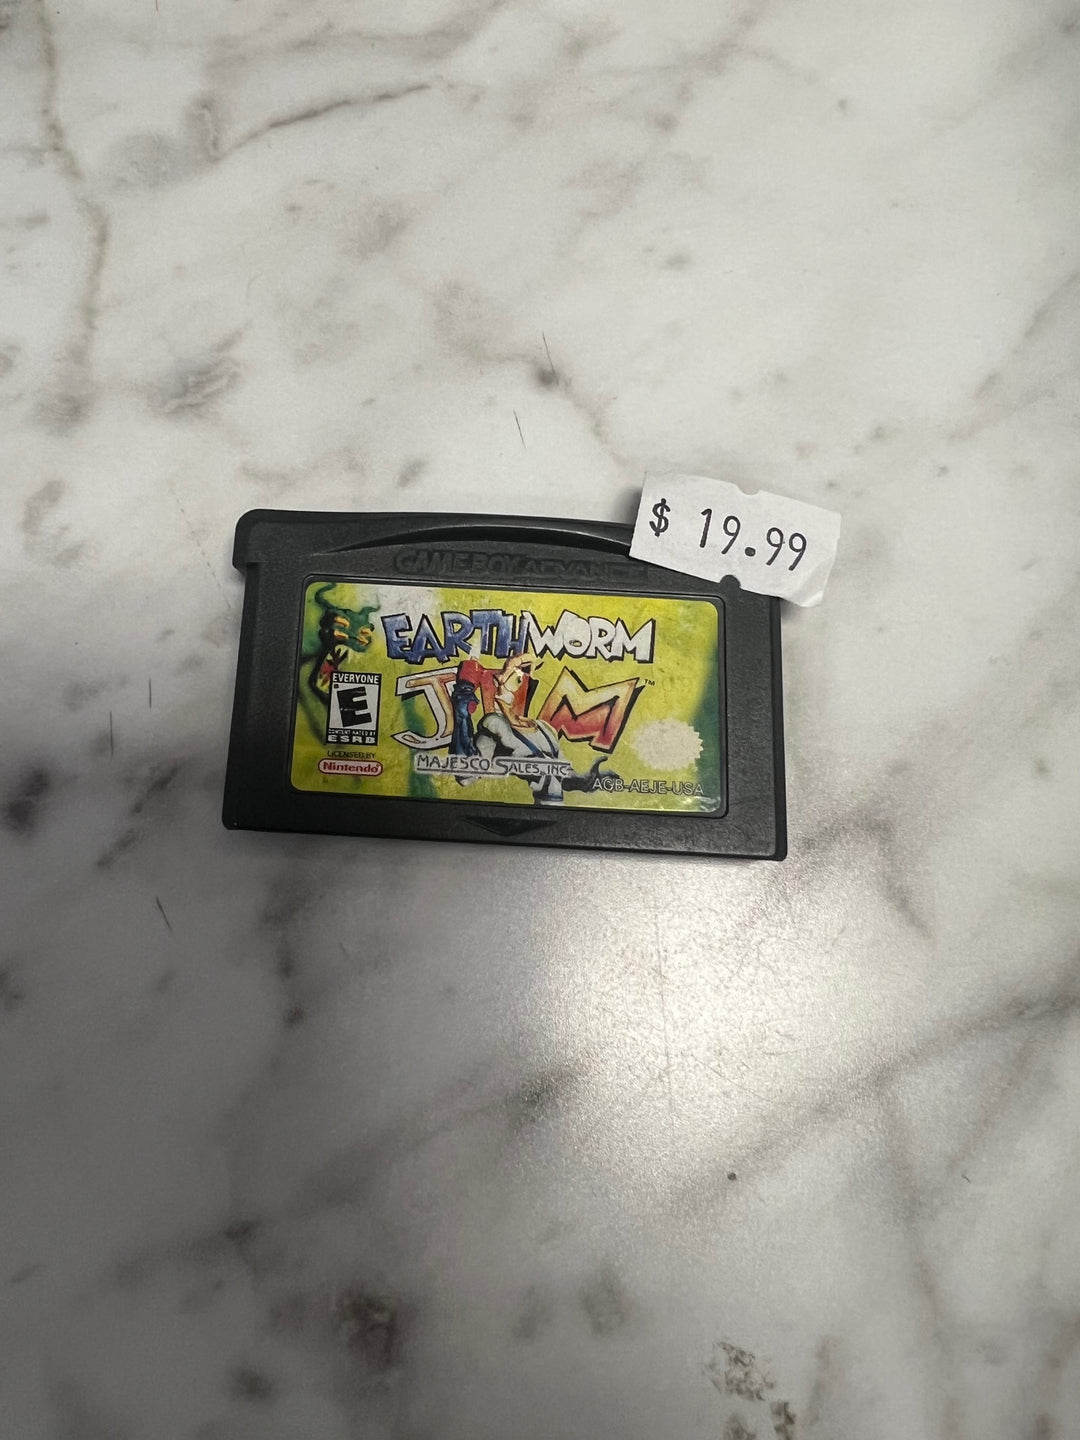 $ 19.99
GAME BOY ADVANCE
EARTHWORM
JIM™
EVERYONE
E
CONTENT RATED BY
ESRB
LICENSED BY
Nintendo
MAJESCO SALES, INC.
AGB-AEJE-USA